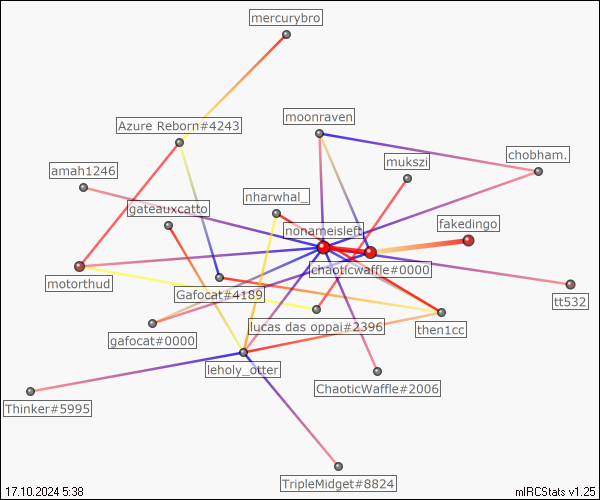 mercurybro
moonraven
Azure Reborn#4243
mukszi
chobham.
amah1246
nharwhal_
gateauxcatto
nonameisleft
fakedingo
chaoticwaffle#0000
motorthud
Gafocat#4189
tt532
lucas das oppai#2396
then1cc
gafocat#0000
leholy_otter
ChaoticWaffle#2006
Thinker#5995
TripleMidget#8824
17.10.2024 5:38
mIRCStats v1.25